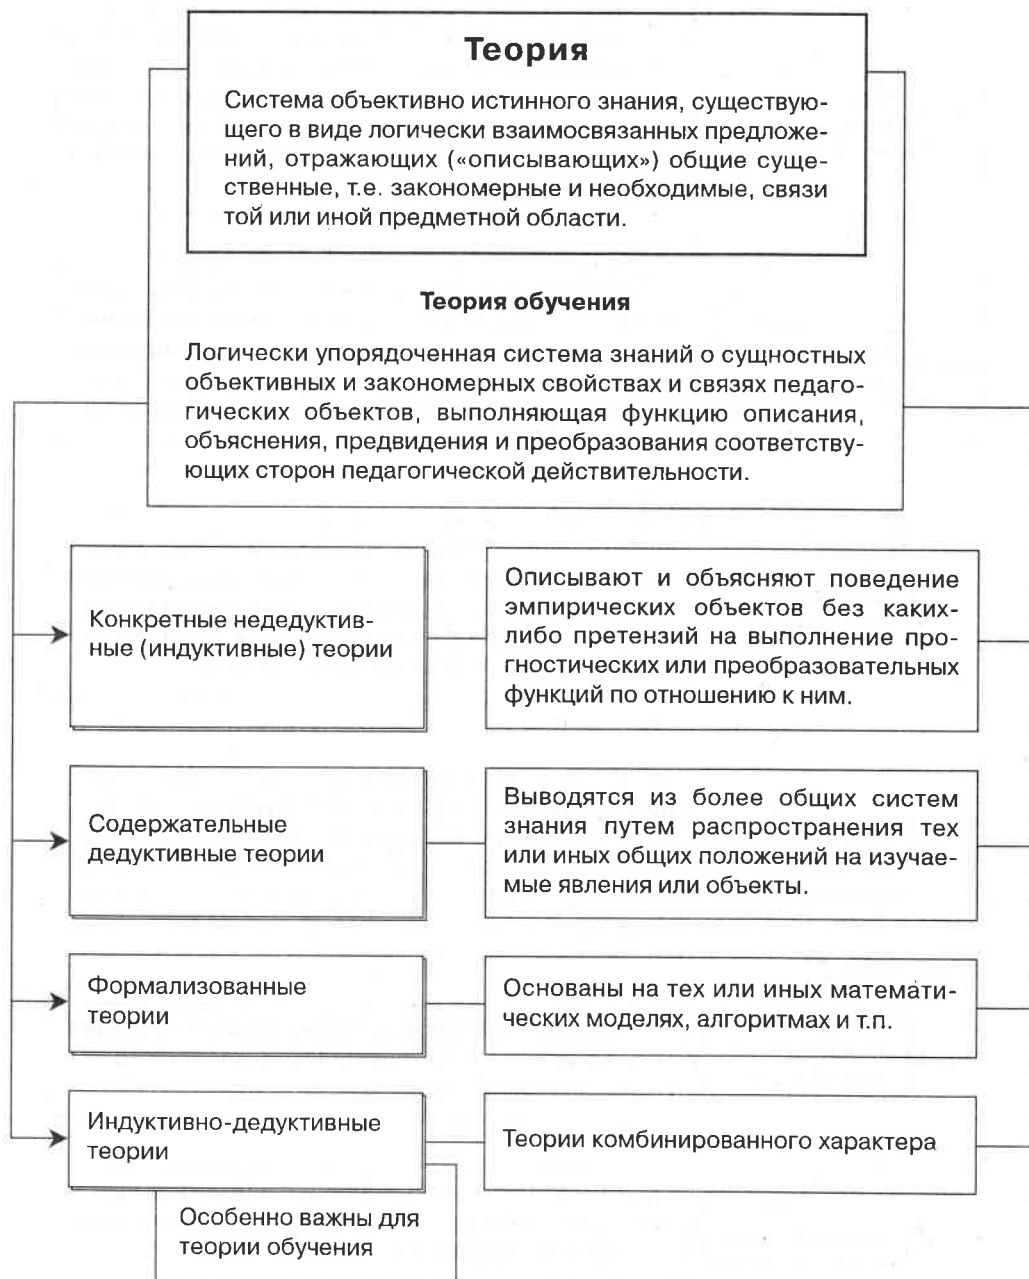 Теория
Система объективно истинного знания, существую-
щего в виде логически взаимосвязанных предложе-
ний, отражающих («описывающих») общие суще-
ственные, т.е. закономерные и необходимые, связи
той или иной предметной области.
Теория обучения
Логически упорядоченная система знаний о сущностных
объективных и закономерных свойствах и связях педаго-
гических объектов, выполняющая функцию описания,
объяснения, предвидения и преобразования соответству-
ющих сторон педагогической действительности.
Конкретные недедуктив-
ные (индуктивные) теории
Описывают и объясняют поведение
эмпирических объектов без каких-
либо претензий на выполнение про-
гностических или преобразовательных
функций по отношению к ним.
Содержательные
дедуктивные теории
Выводятся из более общих систем
знания путем распространения тех
или иных общих положений на изучае-
мые явления или объекты.
Формализованные
теории
Основаны на тех или иных математи-
ческих моделях, алгоритмах и т.п.
Индуктивно-дедуктивные
теории
Теории комбинированного характера
Особенно важны для
теории обучения